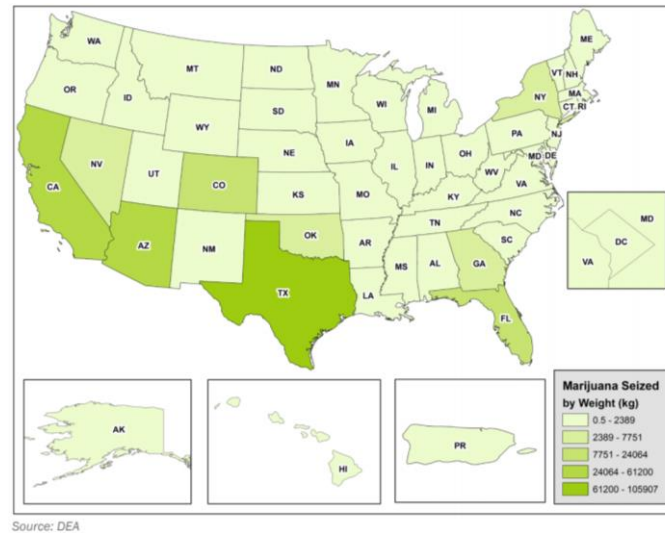 WA
MT
ND
MN
ME
VT
NH
OR
ID
SD
WI
MI
NY
MA
CT
RI
WY
NE
IA
PA
NJ
NV
UT
CO
IL
IN
OH
MD
DE
CA
KS
MO
KY
WV
VA
AZ
NM
OK
AR
TN
NC
SC
TX
LA
MS
AL
GA
FL
MD
DC
VA
AK
HI
PR
Marijuana Seized
by Weight (kg)
0.5 - 2389
2389 - 7751
7751 - 24064
24064 - 61200
61200 - 105907
Source: DEA